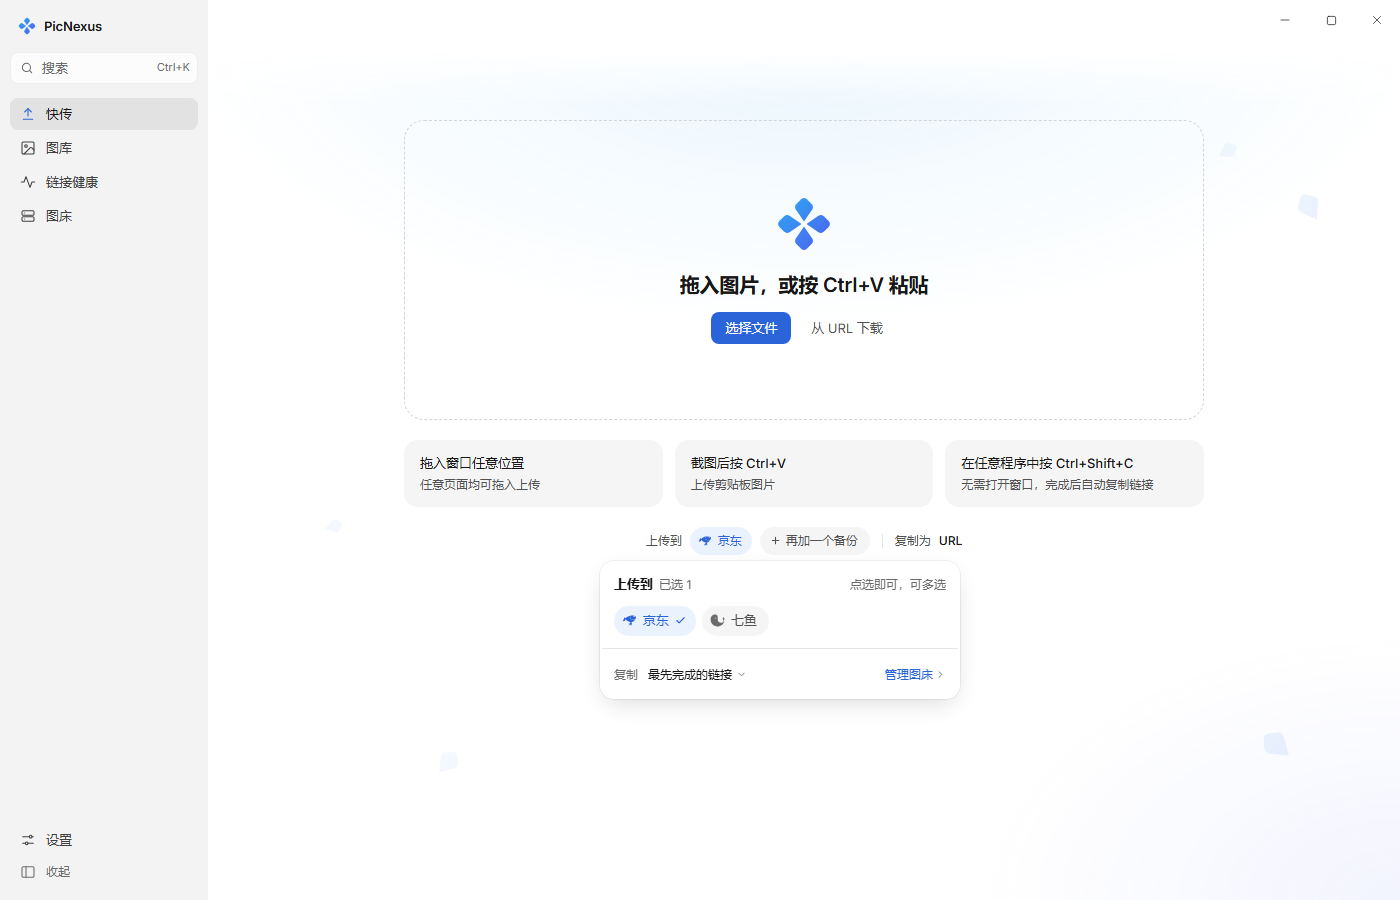 PicNexus
搜索 Ctrl+K
快传
图库
链接健康
图床
设置
收起
拖入图片，或按 Ctrl+V 粘贴
选择文件 从 URL 下载
拖入窗口任意位置
任意页面均可拖入上传
截图后按 Ctrl+V
上传剪贴板图片
在任意程序中按 Ctrl+Shift+C
无需打开窗口，完成后自动复制链接
上传到 京东 + 再加一个备份 复制为 URL
上传到 已选 1 点选即可，可多选
京东 七鱼
复制 最先完成的链接 管理图床